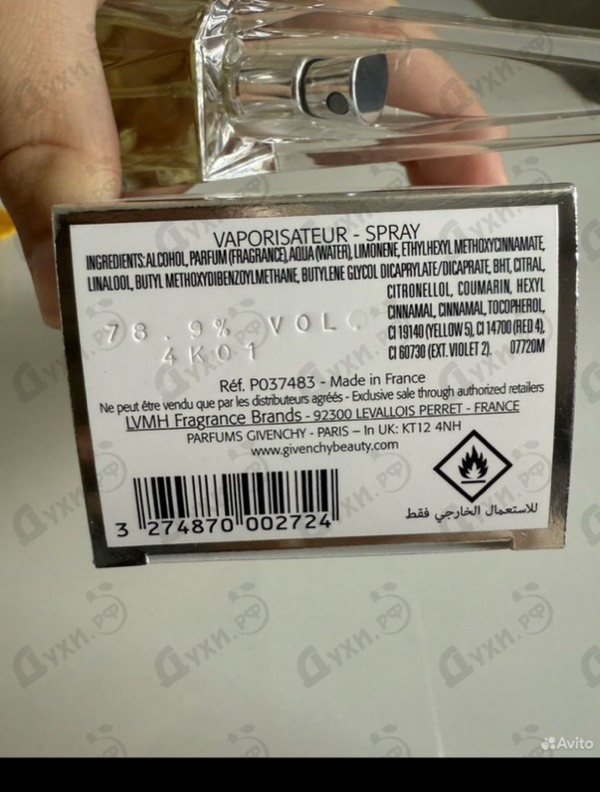 VAPORISATEUR - SPRAY
INGREDIENTS: ALCOHOL, PARFUM (FRAGRANCE), AQUA (WATER), LIMONENE, ETHYLHEXYL METHOXYCINNAMATE,
LINALOOL, BUTYL METHOXYDIBENZOYLMETHANE, BUTYLENE GLYCOL DICAPRYLATE/DICAPRATE, BHT, CITRAL,
CITRONELLOL, COUMARIN, HEXYL
CINNAMAL, CINNAMAL, TOCOPHEROL,
CI 19140 (YELLOW 5), CI 14700 (RED 4),
CI 60730 (EXT. VIOLET 2). 07720M
78.9% VOL.
4K01
Réf. P037483 - Made in France
Ne peut être vendu que par les distributeurs agréés - Exclusive sale through authorized retailers
LVMH Fragrance Brands - 92300 LEVALLOIS PERRET - FRANCE
PARFUMS GIVENCHY - PARIS – In UK: KT12 4NH
www.givenchybeauty.com
3 274870 002724
للاستعمال الخارجي فقط
Духи.рф
Avito